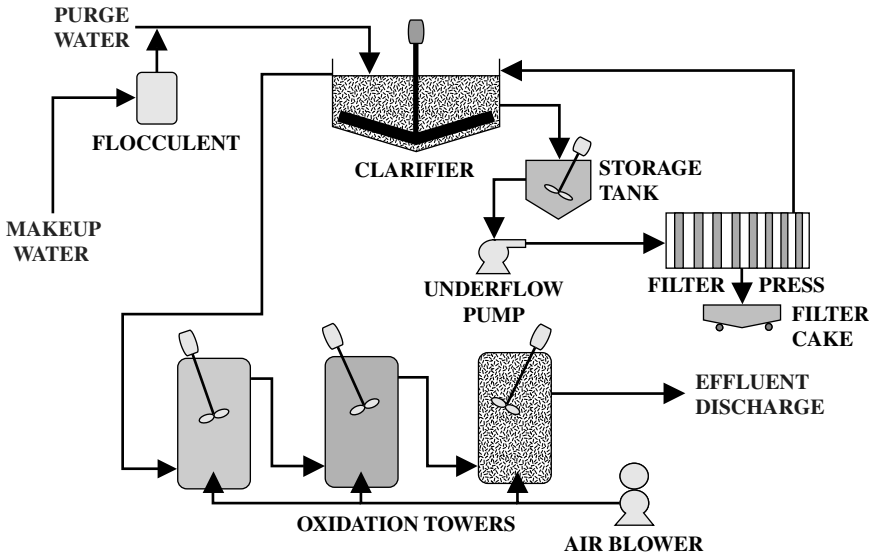 PURGE
WATER
FLOCCULENT
CLARIFIER
STORAGE
TANK
MAKEUP
WATER
UNDERFLOW
PUMP
FILTER PRESS
FILTER
CAKE
EFFLUENT
DISCHARGE
OXIDATION TOWERS
AIR BLOWER